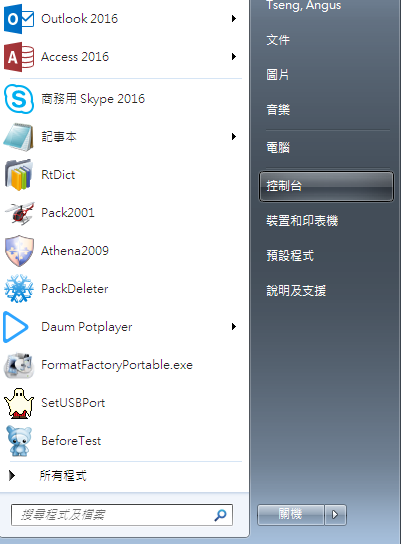 Outlook 2016
Access 2016
商務用 Skype 2016
記事本
RtDict
Pack2001
Athena2009
PackDeleter
Daum Potplayer
FormatFactoryPortable.exe
SetUSBPort
BeforeTest
所有程式
搜尋程式及檔案
Tseng, Angus
文件
圖片
音樂
電腦
控制台
裝置和印表機
預設程式
說明及支援
關機